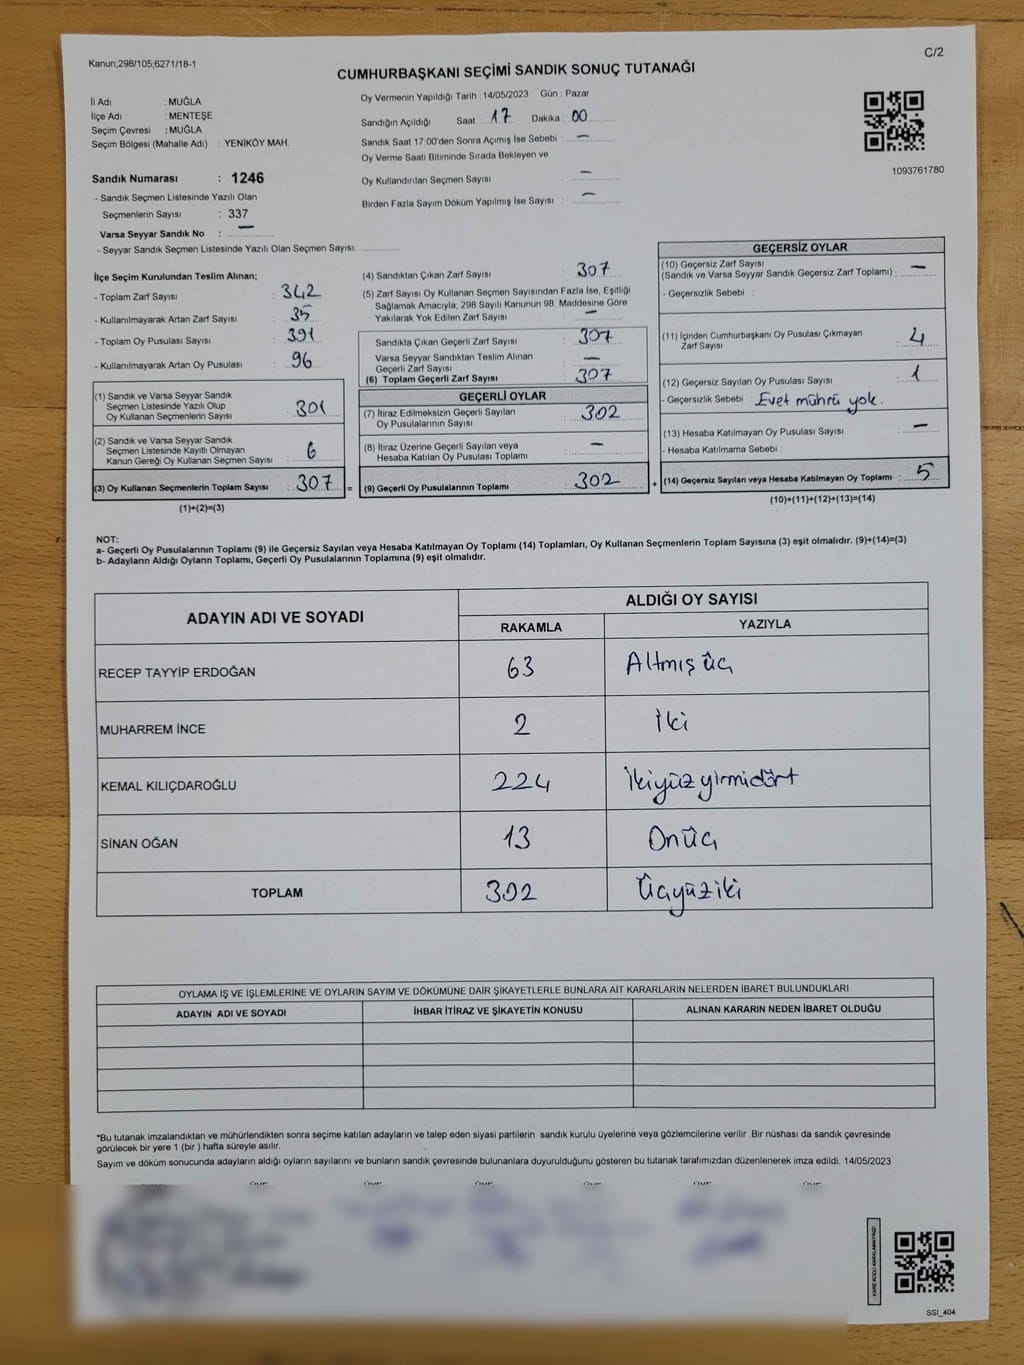 Kanun;298/105;6271/18-1
C/2
CUMHURBAŞKANI SEÇİMİ SANDIK SONUÇ TUTANAĞI
İl Adı : MUĞLA
İlçe Adı : MENTEŞE
Seçim Çevresi : MUĞLA
Seçim Bölgesi (Mahalle Adı) : YENİKÖY MAH.
Sandık Numarası : 1246
- Sandık Seçmen Listesinde Yazılı Olan
Seçmenlerin Sayısı : 337
Varsa Seyyar Sandık No : —
- Seyyar Sandık Seçmen Listesinde Yazılı Olan Seçmen Sayısı: ............
Oy Vermenin Yapıldığı Tarih : 14/05/2023 Gün : Pazar
Sandığın Açıldığı Saat : 17 Dakika : 00
Sandık Saat 17:00'den Sonra Açımış İse Sebebi : —
Oy Verme Saati Bitiminde Sırada Bekleyen ve
Oy Kullandırılan Seçmen Sayısı : —
Birden Fazla Sayım Döküm Yapılmış İse Sayısı : —
1093761780
İlçe Seçim Kurulundan Teslim Alınan;
- Toplam Zarf Sayısı : 342
- Kullanılmayarak Artan Zarf Sayısı : 35
- Toplam Oy Pusulası Sayısı : 391
- Kullanılmayarak Artan Oy Pusulası : 96
(1) Sandık ve Varsa Seyyar Sandık
Seçmen Listesinde Yazılı Olup
Oy Kullanan Seçmenlerin Sayısı : 301
(2) Sandık ve Varsa Seyyar Sandık
Seçmen Listesinde Kayıtlı Olmayan
Kanun Gereği Oy Kullanan Seçmen Sayısı : 6
(3) Oy Kullanan Seçmenlerin Toplam Sayısı : 307 =
(1)+(2)=(3)
(4) Sandıktan Çıkan Zarf Sayısı : 307
(5) Zarf Sayısı Oy Kullanan Seçmen Sayısından Fazla İse, Eşitliği
Sağlamak Amacıyla, 298 Sayılı Kanunun 98. Maddesine Göre
Yakılarak Yok Edilen Zarf Sayısı : —
Sandıkta Çıkan Geçerli Zarf Sayısı : 307
Varsa Seyyar Sandıktan Teslim Alınan
Geçerli Zarf Sayısı : —
(6) Toplam Geçerli Zarf Sayısı : 307
GEÇERLİ OYLAR
(7) İtiraz Edilmeksizin Geçerli Sayılan
Oy Pusulalarının Sayısı : 302
(8) İtiraz Üzerine Geçerli Sayılan veya
Hesaba Katılan Oy Pusulası Toplamı : —
(9) Geçerli Oy Pusulalarının Toplamı : 302 +
GEÇERSİZ OYLAR
(10) Geçersiz Zarf Sayısı
(Sandık ve Varsa Seyyar Sandık Geçersiz Zarf Toplamı) : —
- Geçersizlik Sebebi :
(11) İçinden Cumhurbaşkanı Oy Pusulası Çıkmayan
Zarf Sayısı : 4
(12) Geçersiz Sayılan Oy Pusulası Sayısı : 1
- Geçersizlik Sebebi : Evet mührü yok.
(13) Hesaba Katılmayan Oy Pusulası Sayısı : —
- Hesaba Katılmama Sebebi :
(14) Geçersiz Sayılan veya Hesaba Katılmayan Oy Toplamı : 5
(10)+(11)+(12)+(13)=(14)
NOT:
a- Geçerli Oy Pusulalarının Toplamı (9) ile Geçersiz Sayılan veya Hesaba Katılmayan Oy Toplamı (14) Toplamları, Oy Kullanan Seçmenlerin Toplam Sayısına (3) eşit olmalıdır. (9)+(14)=(3)
b- Adayların Aldığı Oyların Toplamı, Geçerli Oy Pusulalarının Toplamına (9) eşit olmalıdır.
ADAYIN ADI VE SOYADI ALDIĞI OY SAYISI
RAKAMLA YAZIYLA
RECEP TAYYİP ERDOĞAN 63 Altmış üç
MUHARREM İNCE 2 İki
KEMAL KILIÇDAROĞLU 224 İkiyüz yirmidört
SİNAN OĞAN 13 Onüç
TOPLAM 302 Üçyüziki
OYLAMA İŞ VE İŞLEMLERİNE VE OYLARIN SAYIM VE DÖKÜMÜNE DAİR ŞİKAYETLERLE BUNLARA AİT KARARLARIN NELERDEN İBARET BULUNDUKLARI
ADAYIN ADI VE SOYADI İHBAR İTİRAZ VE ŞİKAYETİN KONUSU ALINAN KARARIN NEDEN İBARET OLDUĞU
*Bu tutanak imzalandıktan ve mühürlendikten sonra seçime katılan adayların ve talep eden siyasi partilerin sandık kurulu üyelerine veya gözlemcilerine verilir .Bir nüshası da sandık çevresinde
görülecek bir yere 1 (bir ) hafta süreyle asılır.
Sayım ve döküm sonucunda adayların aldığı oyların sayılarını ve bunların sandık çevresinde bulunanlara duyurulduğunu gösteren bu tutanak tarafımızdan düzenlenerek imza edildi. 14/05/2023
KARE KODU KARALAMAYINIZ!
SSI_404